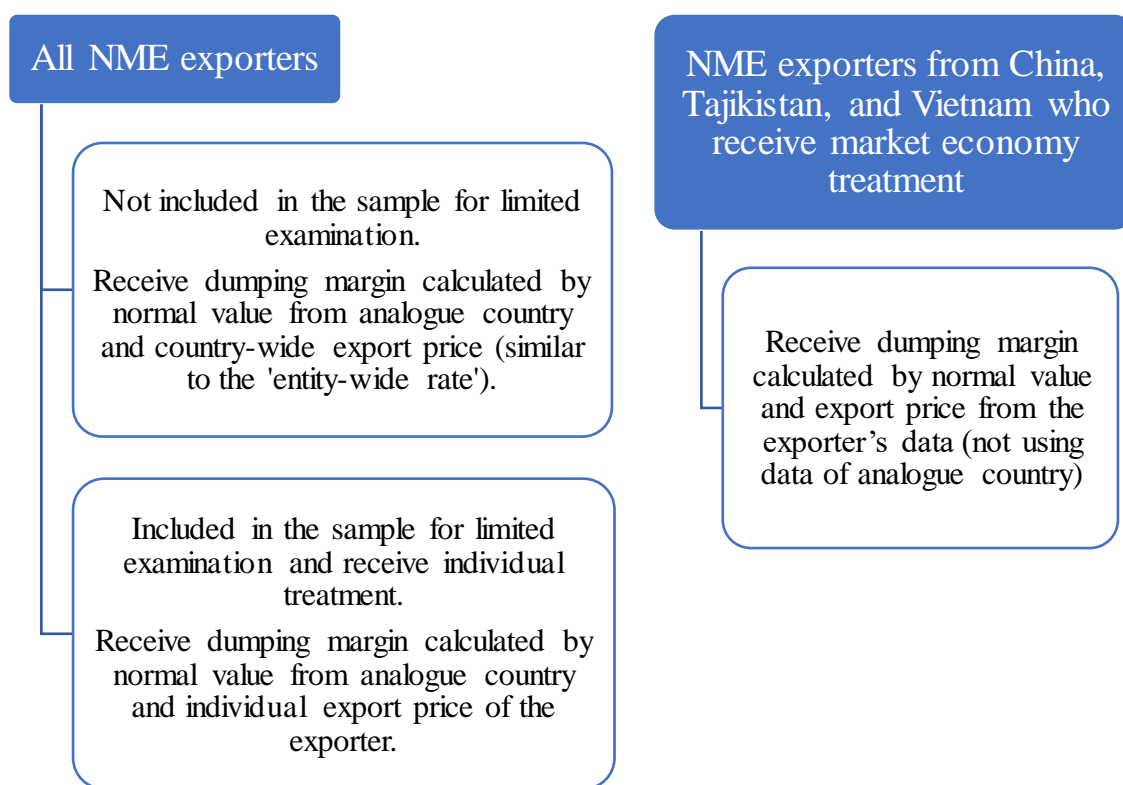 All NME exporters
Not included in the sample for limited
examination.
Receive dumping margin calculated by
normal value from analogue country
and country-wide export price (similar
to the 'entity-wide rate').
Included in the sample for limited
examination and receive individual
treatment.
Receive dumping margin calculated by
normal value from analogue country
and individual export price of the
exporter.
NME exporters from China,
Tajikistan, and Vietnam who
receive market economy
treatment
Receive dumping margin
calculated by normal value
and export price from the
exporter’s data (not using
data of analogue country)